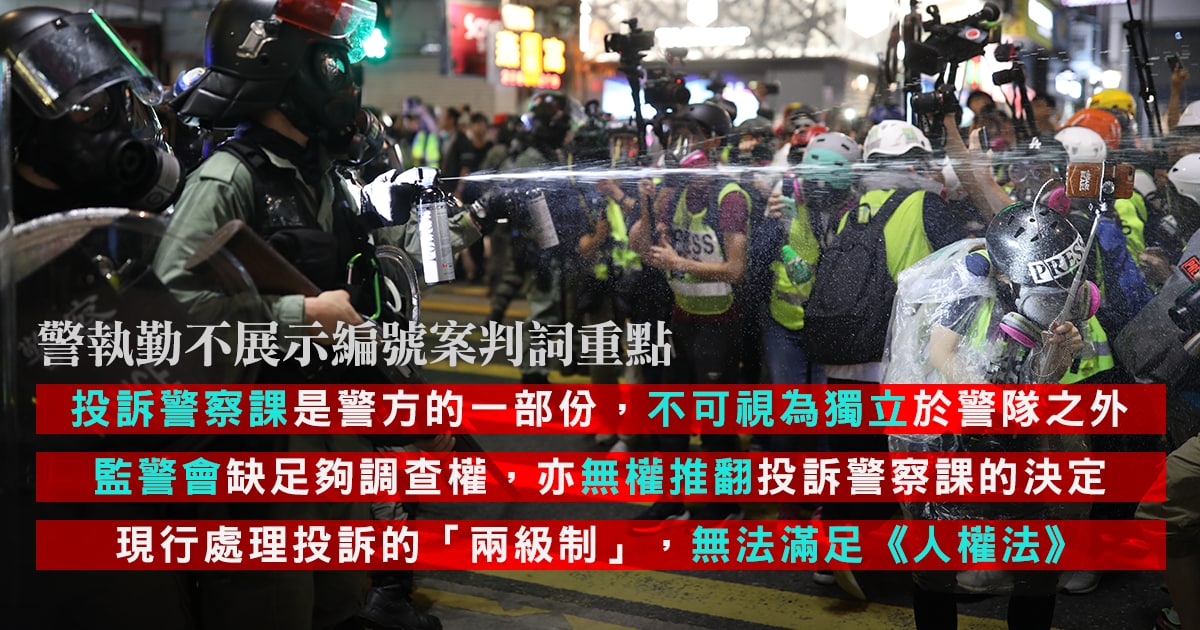 PRESS
PRESS
警執勤不展示編號案判詞重點
投訴警察課是警方的一部份，不可視為獨立於警隊之外
監警會缺足夠調查權，亦無權推翻投訴警察課的決定
現行處理投訴的「兩級制」，無法滿足《人權法》